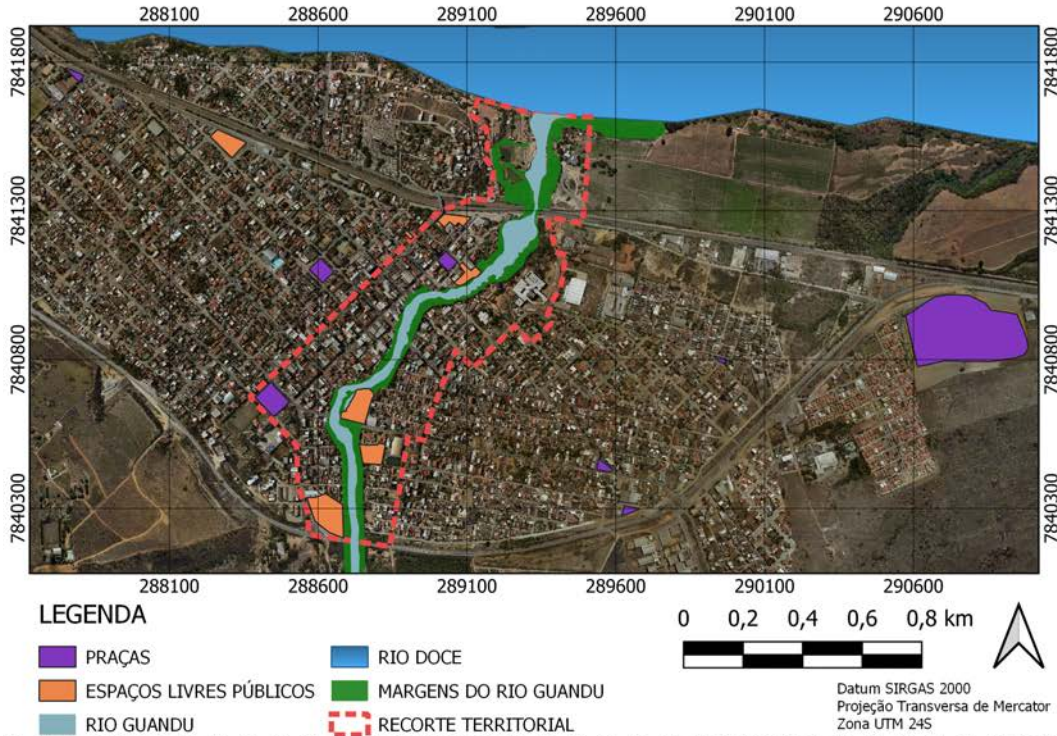 288100 288600 289100 289600 290100 290600
7841800 7841800
7841300 7841300
7840800 7840800
7840300 7840300
288100 288600 289100 289600 290100 290600
LEGENDA
PRAÇAS
ESPAÇOS LIVRES PÚBLICOS
RIO GUANDU
RIO DOCE
MARGENS DO RIO GUANDU
RECORTE TERRITORIAL
0 0,2 0,4 0,6 0,8 km
Datum SIRGAS 2000
Projeção Transversa de Mercator
Zona UTM 24S